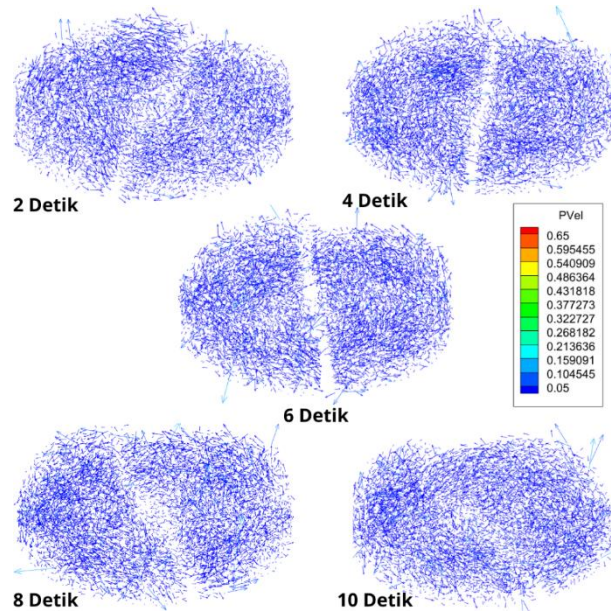 2 Detik
4 Detik
PVel
0.65
0.595455
0.540909
0.486364
0.431818
0.377273
0.322727
0.268182
0.213636
0.159091
0.104545
0.05
6 Detik
8 Detik
10 Detik